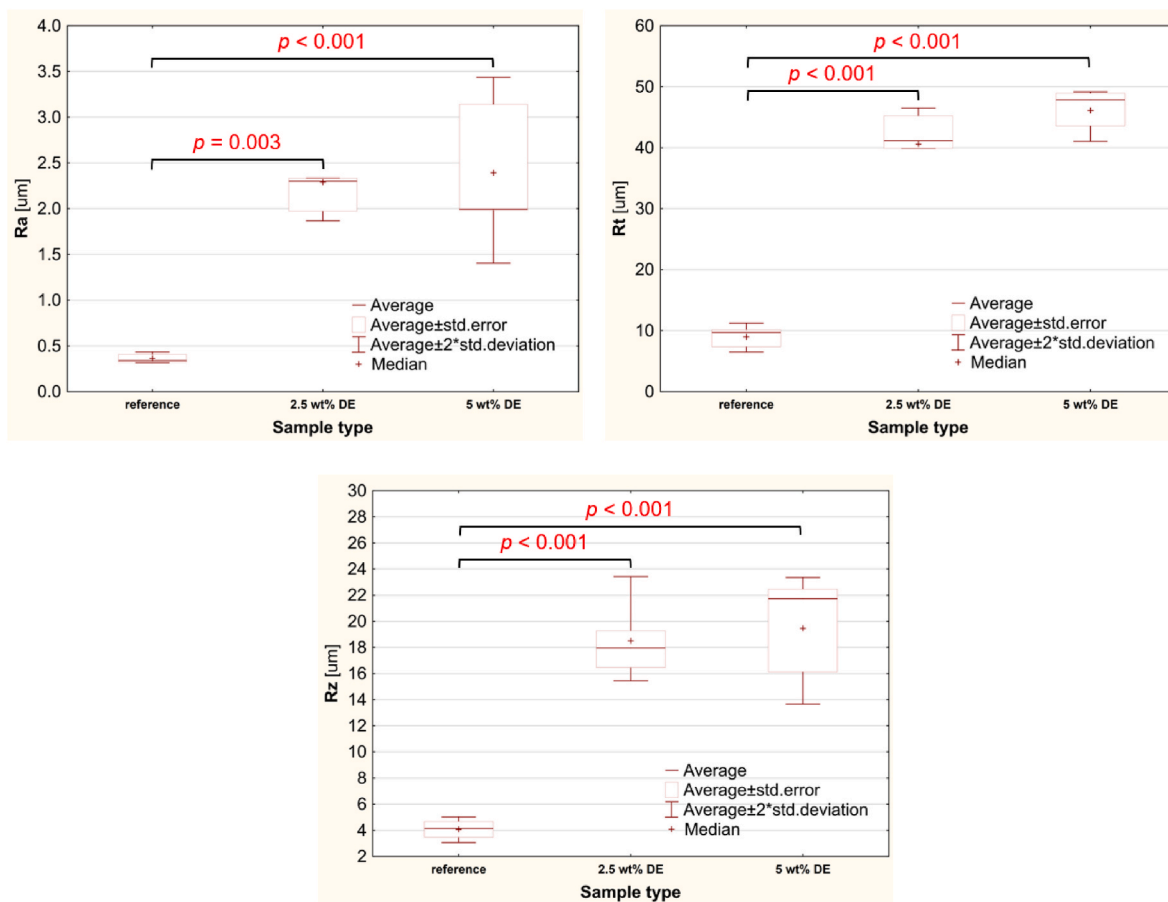 4.0
3.5
3.0
2.5
2.0
1.5
1.0
0.5
0.0
Ra [um]
p < 0.001
p = 0.003
Average
Average±std.error
Average±2*std.deviation
Median
reference 2.5 wt% DE 5 wt% DE
Sample type
60
50
40
30
20
10
0
Rt [um]
p < 0.001
p < 0.001
Average
Average±std.error
Average±2*std.deviation
Median
reference 2.5 wt% DE 5 wt% DE
Sample type
30
28
26
24
22
20
18
16
14
12
10
8
6
4
2
Rz [um]
p < 0.001
p < 0.001
Average
Average±std.error
Average±2*std.deviation
Median
reference 2.5 wt% DE 5 wt% DE
Sample type